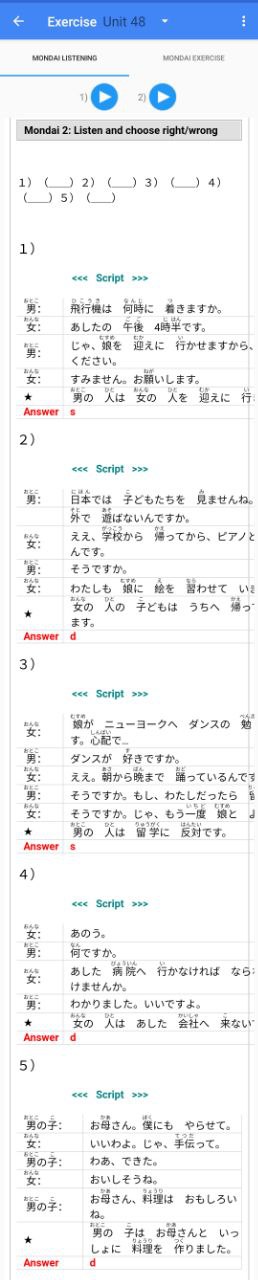 Exercise Unit 48
MONDAI LISTENING MONDAI EXERCISE
1) 2)
Mondai 2: Listen and choose right/wrong
1) (___) 2) (___) 3) (___) 4)
(___) 5) (___)
1)
<<< Script >>>
男: 飛行機は 何時に 着きますか。
女: あしたの 午後 4時半です。
男: じゃ、娘を 迎えに 行かせますから、
ください。
女: すみません。お願いします。
★ 男の 人は 女の 人を 迎えに 行
Answer s
2)
<<< Script >>>
男: 日本では 子どもたちを 見ませんね。
外で 遊ばないんですか。
女: ええ、学校から 帰ってから、ピアノと
んです。
男: そうですか。
女: わたしも 娘に 絵を 習わせて い
★ 女の 人の 子どもは うちへ 帰っ
ます。
Answer d
3)
<<< Script >>>
女: 娘が ニューヨークへ ダンスの 勉
す。心配で…
男: ダンスが 好きですか。
女: ええ。朝から晩まで 踊っているんです
男: そうですか。もし、わたしだったら
女: そうですか。じゃ、もう一度 娘と よ
★ 男の 人は 留学に 反対です。
Answer s
4)
<<< Script >>>
女: あのう。
男: 何ですか。
女: あした 病院へ 行かなければ なら
けませんか。
男: わかりました。いいですよ。
★ 女の 人は あした 会社へ 来ない
Answer d
5)
<<< Script >>>
男の子: お母さん。僕にも やらせて。
女: いいわよ。じゃ、手伝って。
男の子: わあ、できた。
女: おいしそうね。
男の子: お母さん、料理は おもしろい
ね。
★ 男の 子は お母さんと いっ
しょに 料理を 作りました。
Answer d